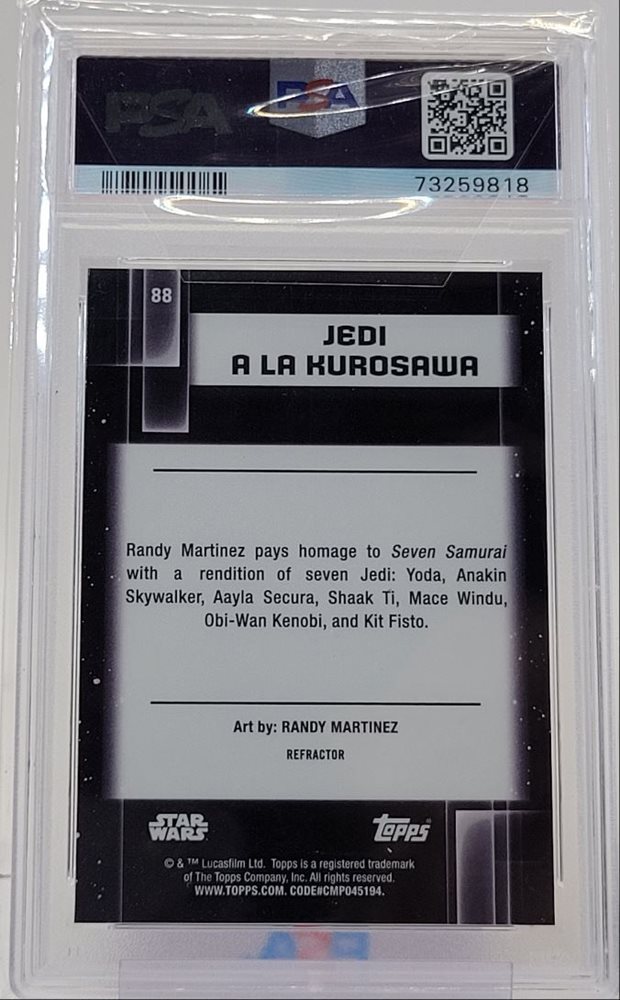 PSA
PSA
73259818
88
JEDI
A LA KUROSAWA
Randy Martinez pays homage to Seven Samurai
with a rendition of seven Jedi: Yoda, Anakin
Skywalker, Aayla Secura, Shaak Ti, Mace Windu,
Obi-Wan Kenobi, and Kit Fisto.
Art by: RANDY MARTINEZ
REFRACTOR
STAR
WARS
Topps
© & ™ Lucasfilm Ltd. Topps is a registered trademark
of The Topps Company, Inc. All rights reserved.
WWW.TOPPS.COM. CODE#CMP045194.